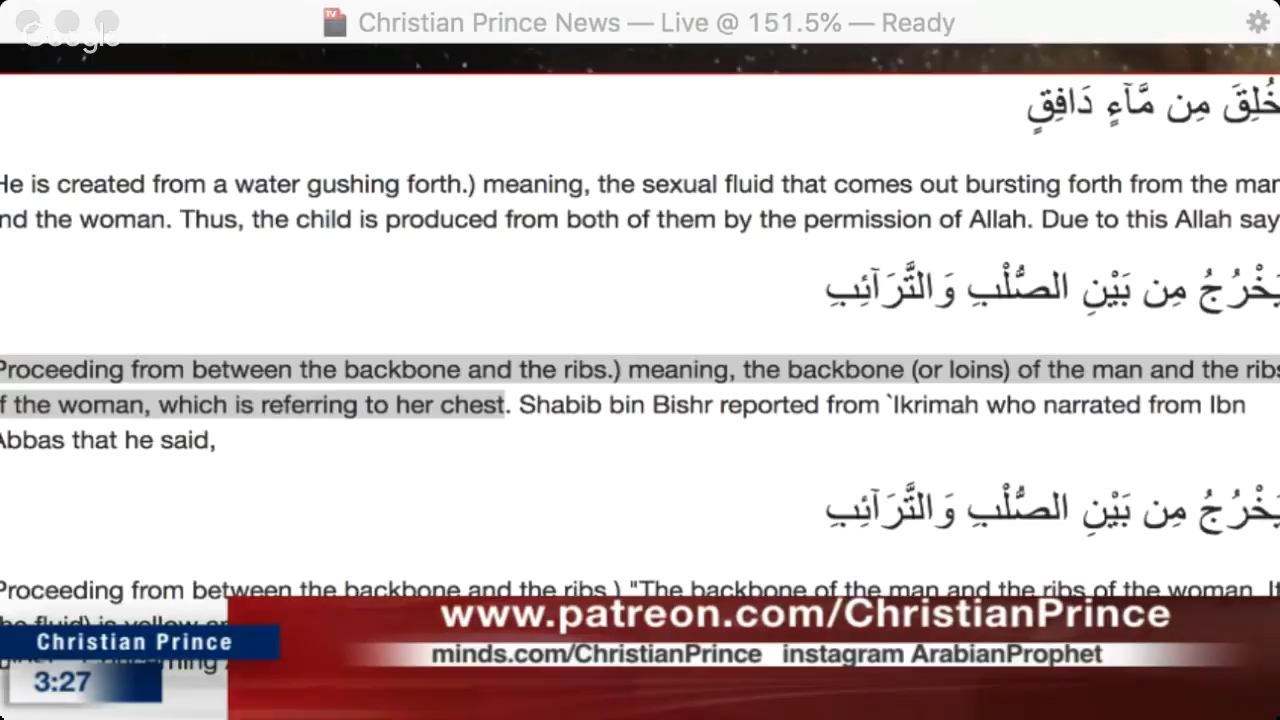 Christian Prince News — Live @ 151.5% — Ready
Google
خُلِقَ مِن مَّآءٍ دَافِقٍ
He is created from a water gushing forth.) meaning, the sexual fluid that comes out bursting forth from the man
nd the woman. Thus, the child is produced from both of them by the permission of Allah. Due to this Allah say
يَخْرُجُ مِن بَيْنِ الصُّلْبِ وَالتَّرَآئِبِ
Proceeding from between the backbone and the ribs.) meaning, the backbone (or loins) of the man and the ribs
f the woman, which is referring to her chest. Shabib bin Bishr reported from `Ikrimah who narrated from Ibn
Abbas that he said,
يَخْرُجُ مِن بَيْنِ الصُّلْبِ وَالتَّرَآئِبِ
Proceeding from between the backbone and the ribs.) "The backbone of the man and the ribs of the woman. It
he fluid) is yellow
www.patreon.com/ChristianPrince
Christian Prince
minds.com/ChristianPrince instagram ArabianProphet
3:27